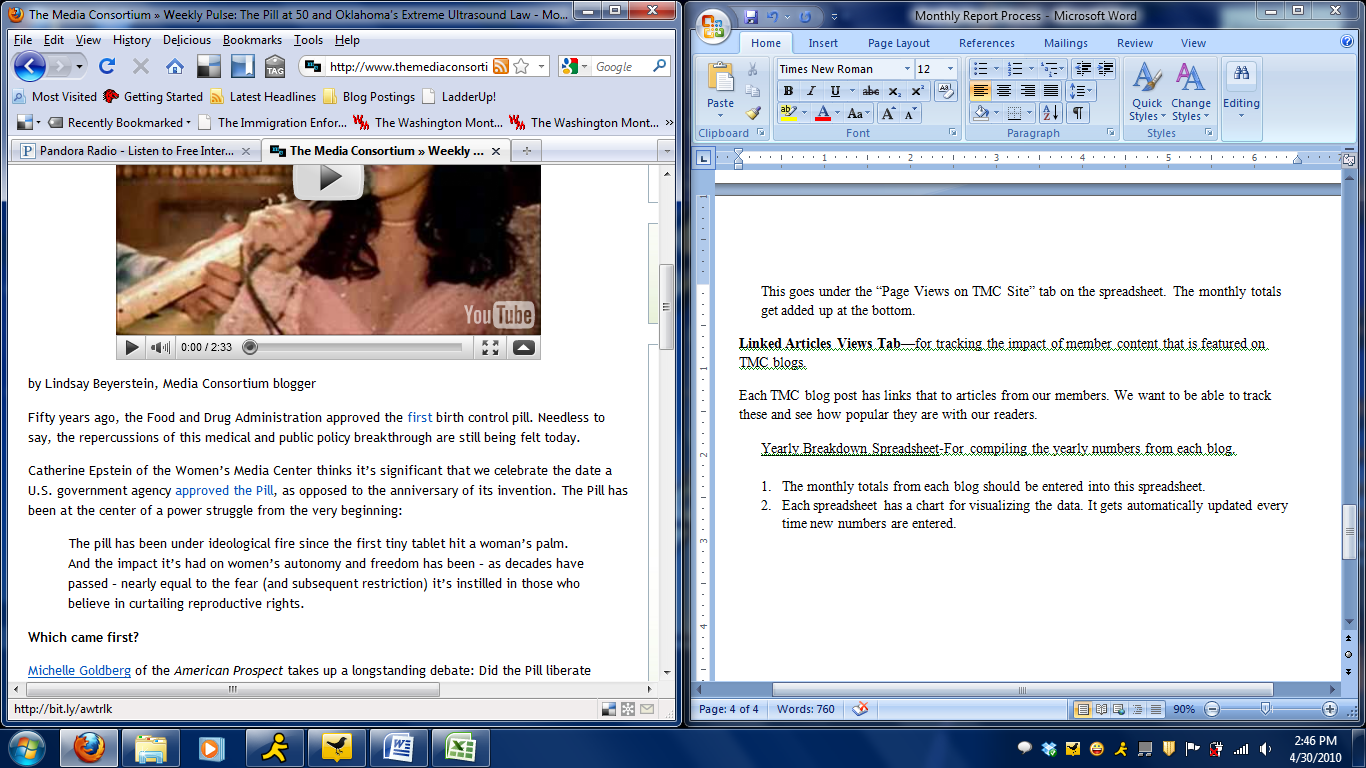 The Media Consortium » Weekly Pulse: The Pill at 50 and Oklahoma's Extreme Ultrasound Law - Mo...
File Edit View History Delicious Bookmarks Tools Help
TAG
http://www.themediaconsorti
Google
Most Visited Getting Started Latest Headlines Blog Postings LadderUp!
Recently Bookmarked The Immigration Enfor... The Washington Mont... The Washington Mont... »
Pandora Radio - Listen to Free Inter...
The Media Consortium » Weekly ...
YouTube
0:00 / 2:33
by Lindsay Beyerstein, Media Consortium blogger
Fifty years ago, the Food and Drug Administration approved the first birth control pill. Needless to
say, the repercussions of this medical and public policy breakthrough are still being felt today.
Catherine Epstein of the Women's Media Center thinks it's significant that we celebrate the date a
U.S. government agency approved the Pill, as opposed to the anniversary of its invention. The Pill has
been at the center of a power struggle from the very beginning:
The pill has been under ideological fire since the first tiny tablet hit a woman's palm.
And the impact it's had on women's autonomy and freedom has been - as decades have
passed - nearly equal to the fear (and subsequent restriction) it's instilled in those who
believe in curtailing reproductive rights.
Which came first?
Michelle Goldberg of the American Prospect takes up a longstanding debate: Did the Pill liberate
http://bit.ly/awtrlk
Monthly Report Process - Microsoft Word
Home Insert Page Layout References Mailings Review View
Paste
Clipboard
Times New Roman 12
B I U abc x₂ x² Aa A A
Font
Paragraph
Quick Styles
Change Styles
Styles
Editing
1 2 3 4 5 6 7
This goes under the “Page Views on TMC Site” tab on the spreadsheet. The monthly totals
get added up at the bottom.
Linked Articles Views Tab—for tracking the impact of member content that is featured on
TMC blogs.
Each TMC blog post has links that to articles from our members. We want to be able to track
these and see how popular they are with our readers.
Yearly Breakdown Spreadsheet-For compiling the yearly numbers from each blog.
1. The monthly totals from each blog should be entered into this spreadsheet.
2. Each spreadsheet has a chart for visualizing the data. It gets automatically updated every
time new numbers are entered.
Page: 4 of 4 Words: 760 90%
2:46 PM
4/30/2010